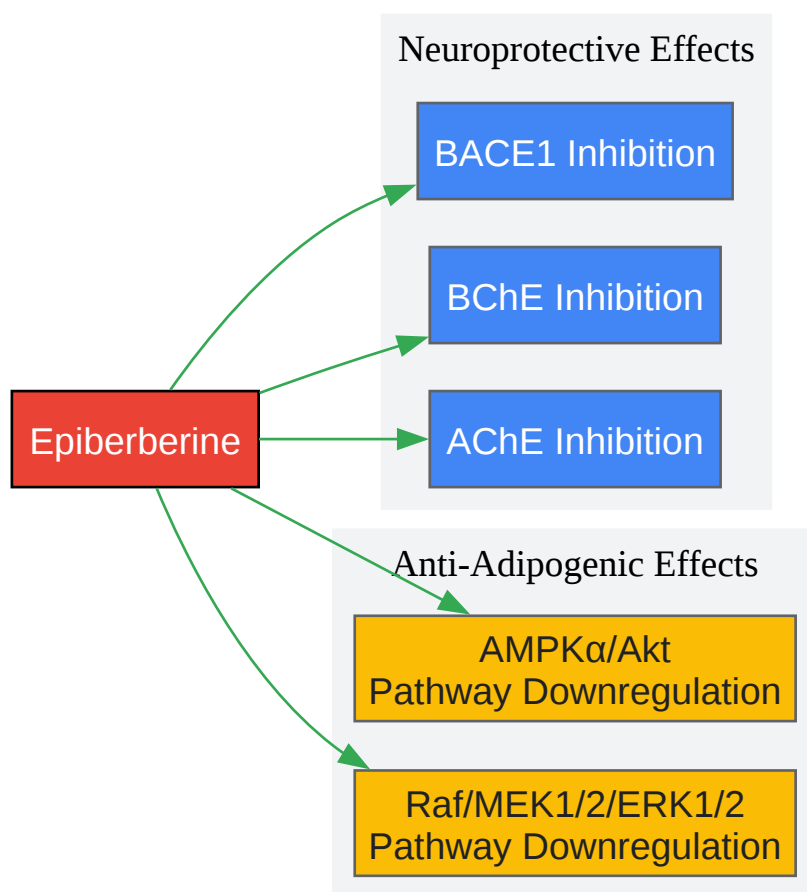 Neuroprotective Effects
BACE1 Inhibition
BChE Inhibition
Epiberberine
AChE Inhibition
Anti-Adipogenic Effects
AMPKα/Akt
Pathway Downregulation
Raf/MEK1/2/ERK1/2
Pathway Downregulation